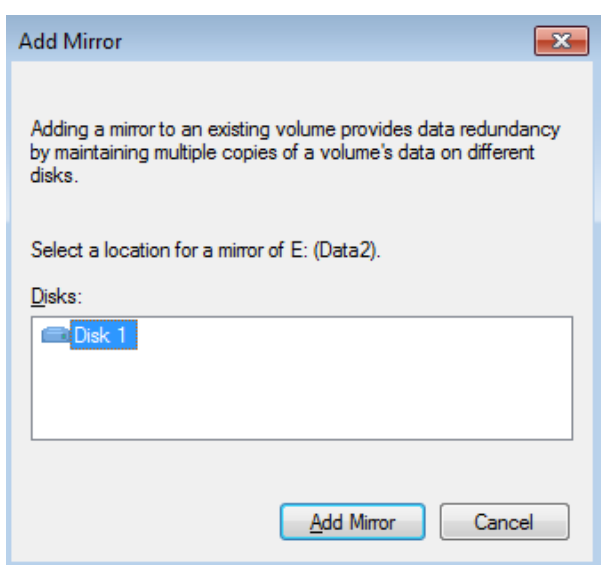 Add Mirror
Adding a mirror to an existing volume provides data redundancy
by maintaining multiple copies of a volume's data on different
disks.
Select a location for a mirror of E: (Data2).
Disks:
Disk 1
Add Mirror
Cancel